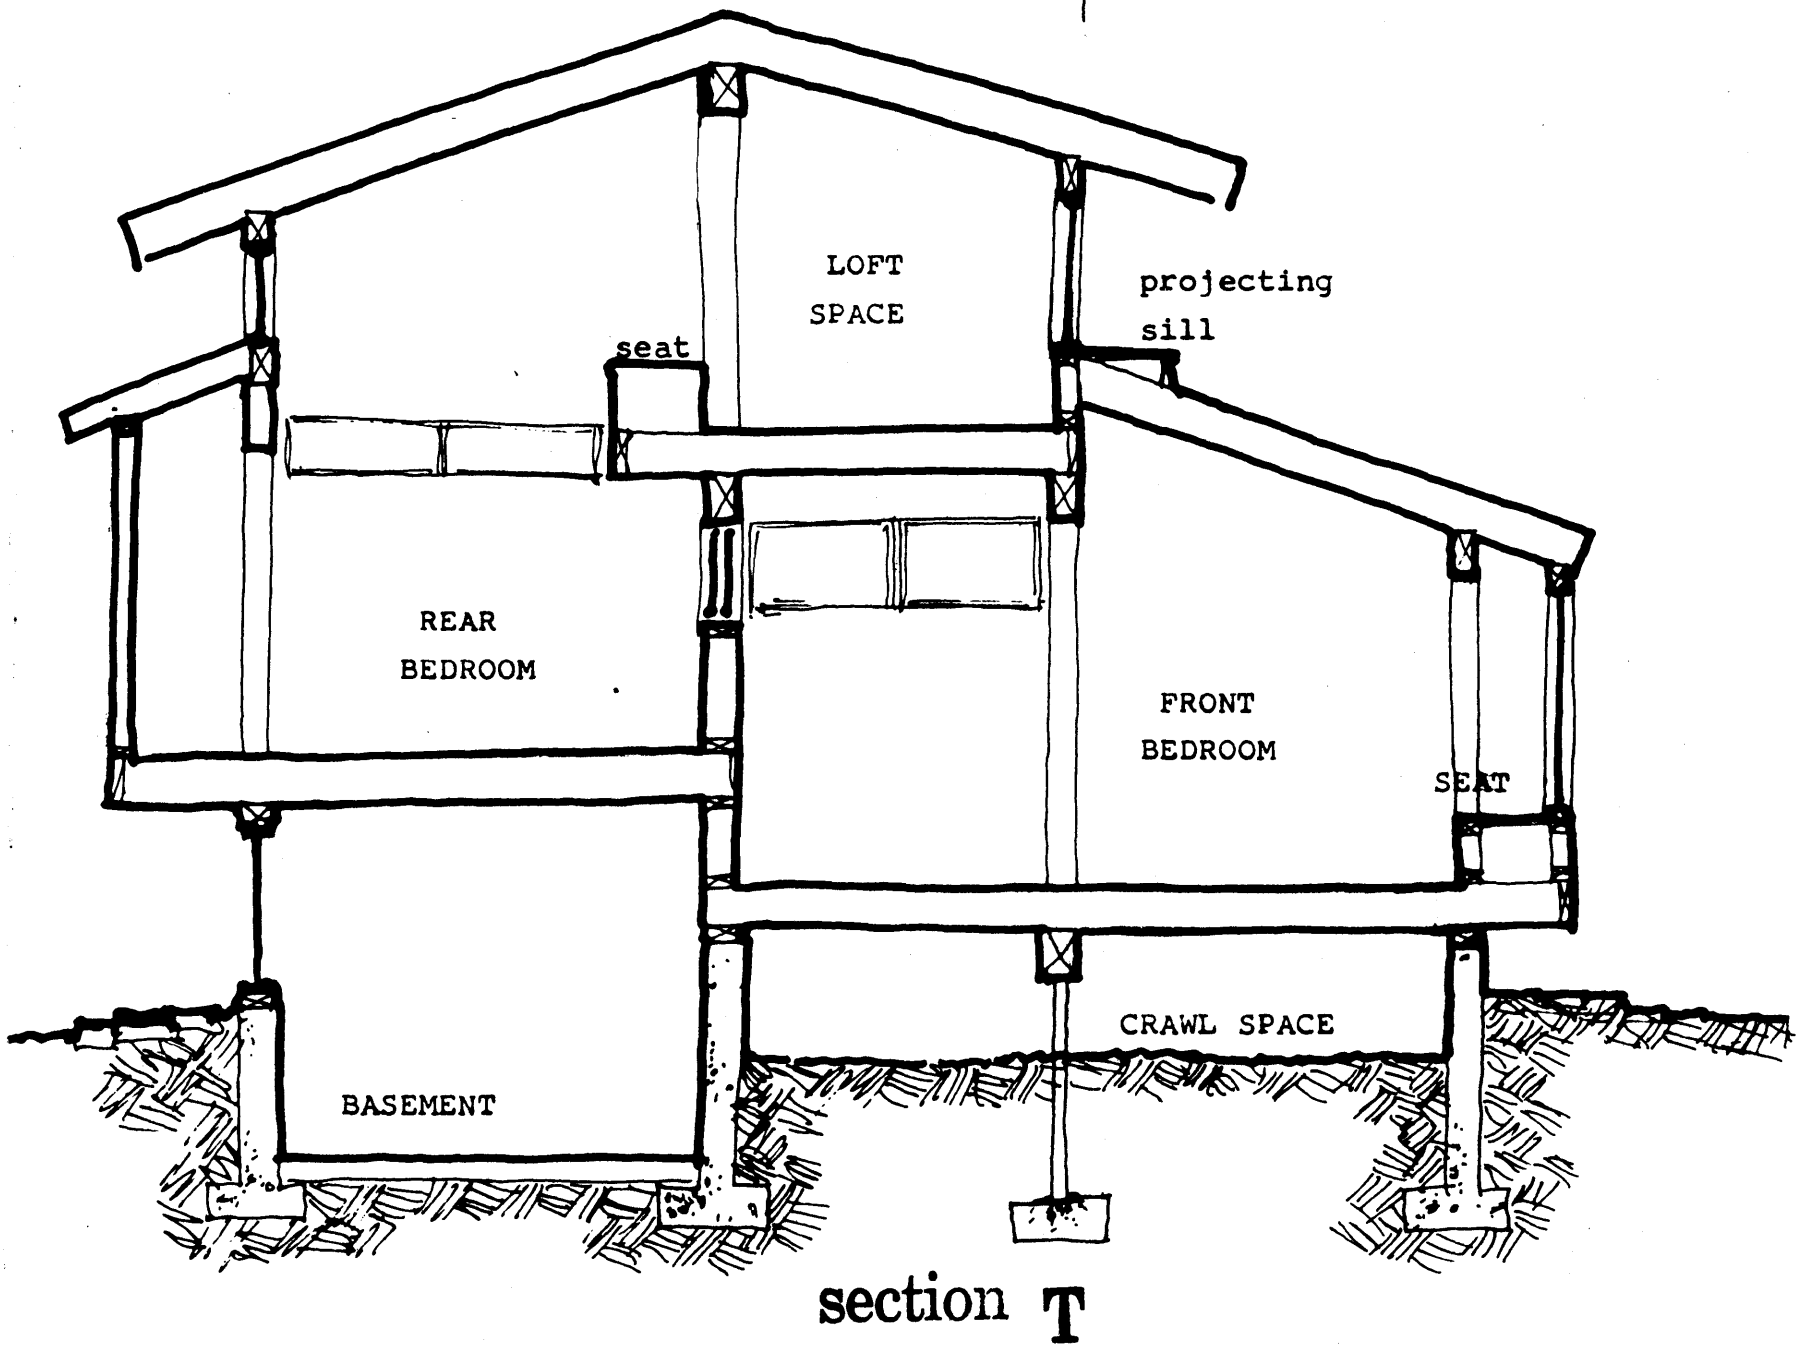 LOFT
SPACE
projecting
sill
seat
REAR
BEDROOM
FRONT
BEDROOM
SEAT
CRAWL SPACE
BASEMENT
section T